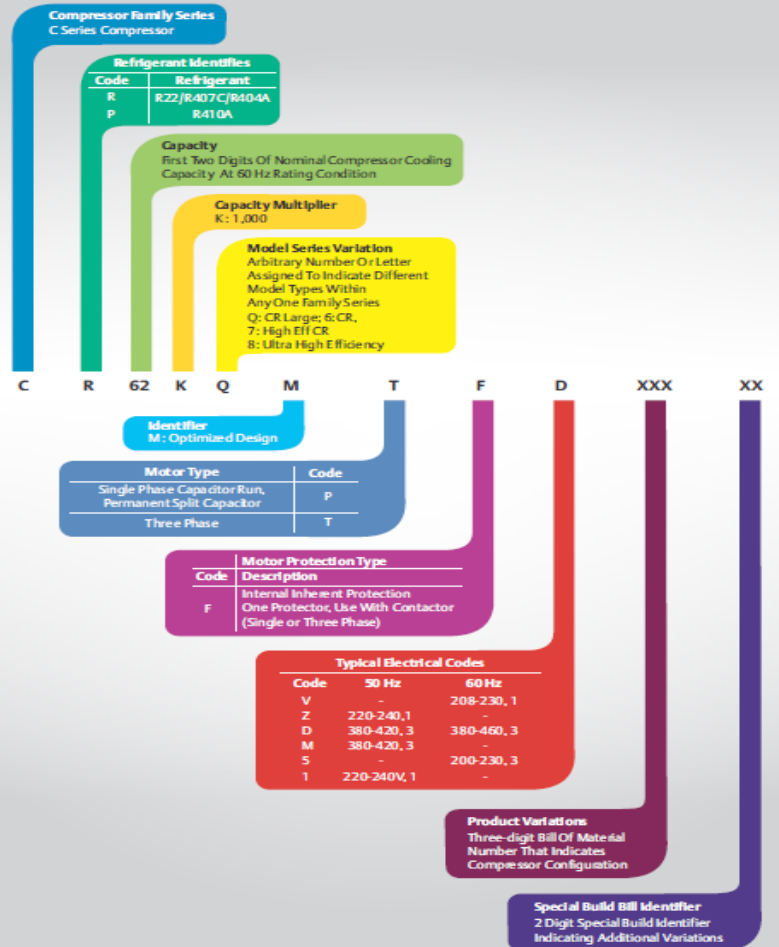 Compressor Family Series
C Series Compressor
Refrigerant Identifies
Code Refrigerant
R R22/R407C/R404A
P R410A
Capacity
First Two Digits Of Nominal Compressor Cooling
Capacity At 60 Hz Rating Condition
Capacity Multiplier
K: 1,000
Model Series Variation
Arbitrary Number Or Letter
Assigned To Indicate Different
Model Types Within
Any One Family Series
Q: CR Large; 6: CR,
7: High Eff CR
8: Ultra High Efficiency
C R 62 K Q M T F D XXX XX
Identifier
M: Optimized Design
Motor Type Code
Single Phase Capacitor Run,
Permanent Split Capacitor P
Three Phase T
Motor Protection Type
Code Description
Internal Inherent Protection
F One Protector, Use With Contactor
(Single or Three Phase)
Typical Electrical Codes
Code 50 Hz 60 Hz
V - 208-230, 1
Z 220-240,1 -
D 380-420, 3 380-460, 3
M 380-420, 3 -
5 - 200-230, 3
1 220-240V, 1 -
Product Variations
Three-digit Bill Of Material
Number That Indicates
Compressor Configuration
Special Build Bill Identifier
2 Digit Special Build Identifier
Indicating Additional Variations